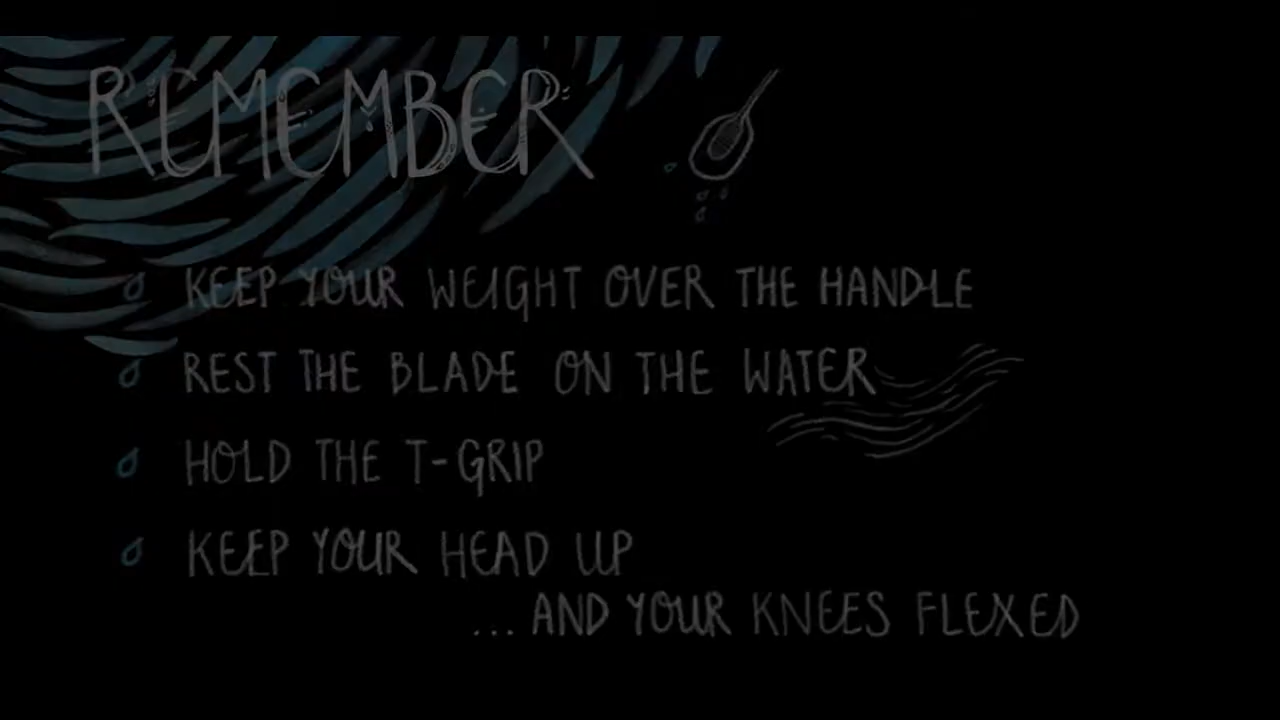 REMEMBER
KEEP YOUR WEIGHT OVER THE HANDLE
REST THE BLADE ON THE WATER
HOLD THE T-GRIP
KEEP YOUR HEAD UP
...AND YOUR KNEES FLEXED